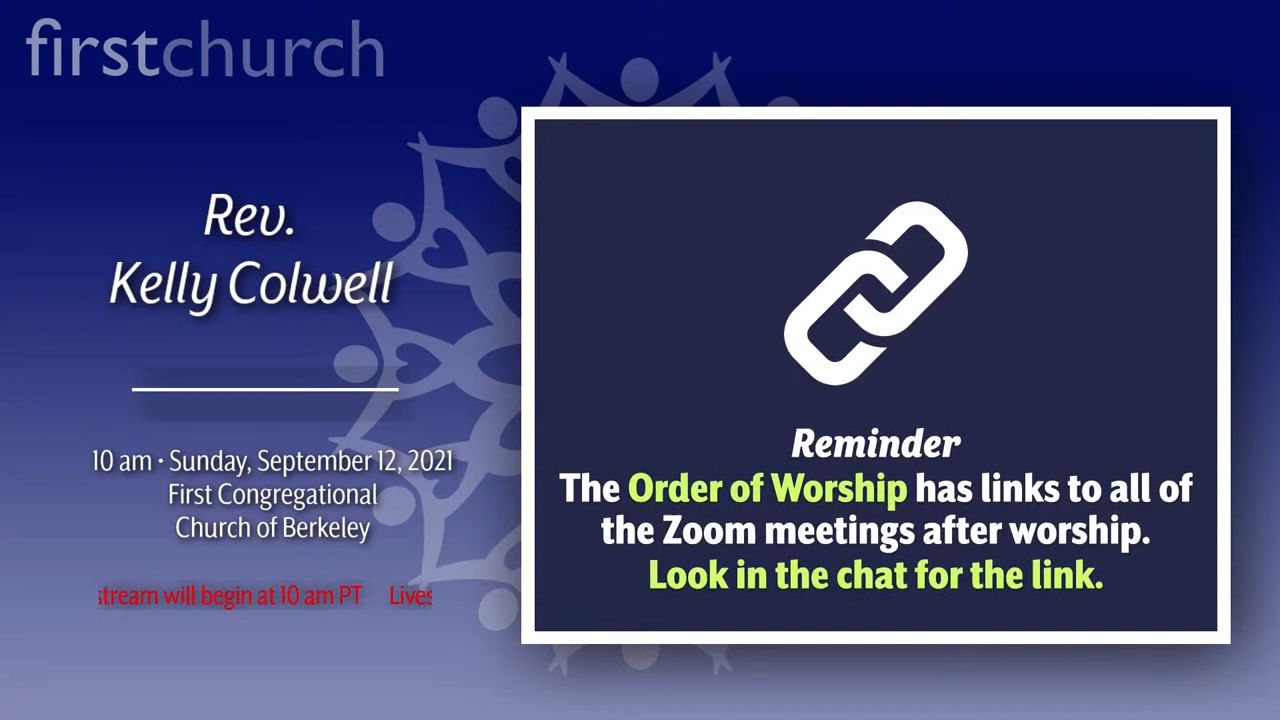 firstchurch
Rev.
Kelly Colwell
10 am • Sunday, September 12, 2021
First Congregational
Church of Berkeley
stream will begin at 10 am PT Lives
Reminder
The Order of Worship has links to all of
the Zoom meetings after worship.
Look in the chat for the link.